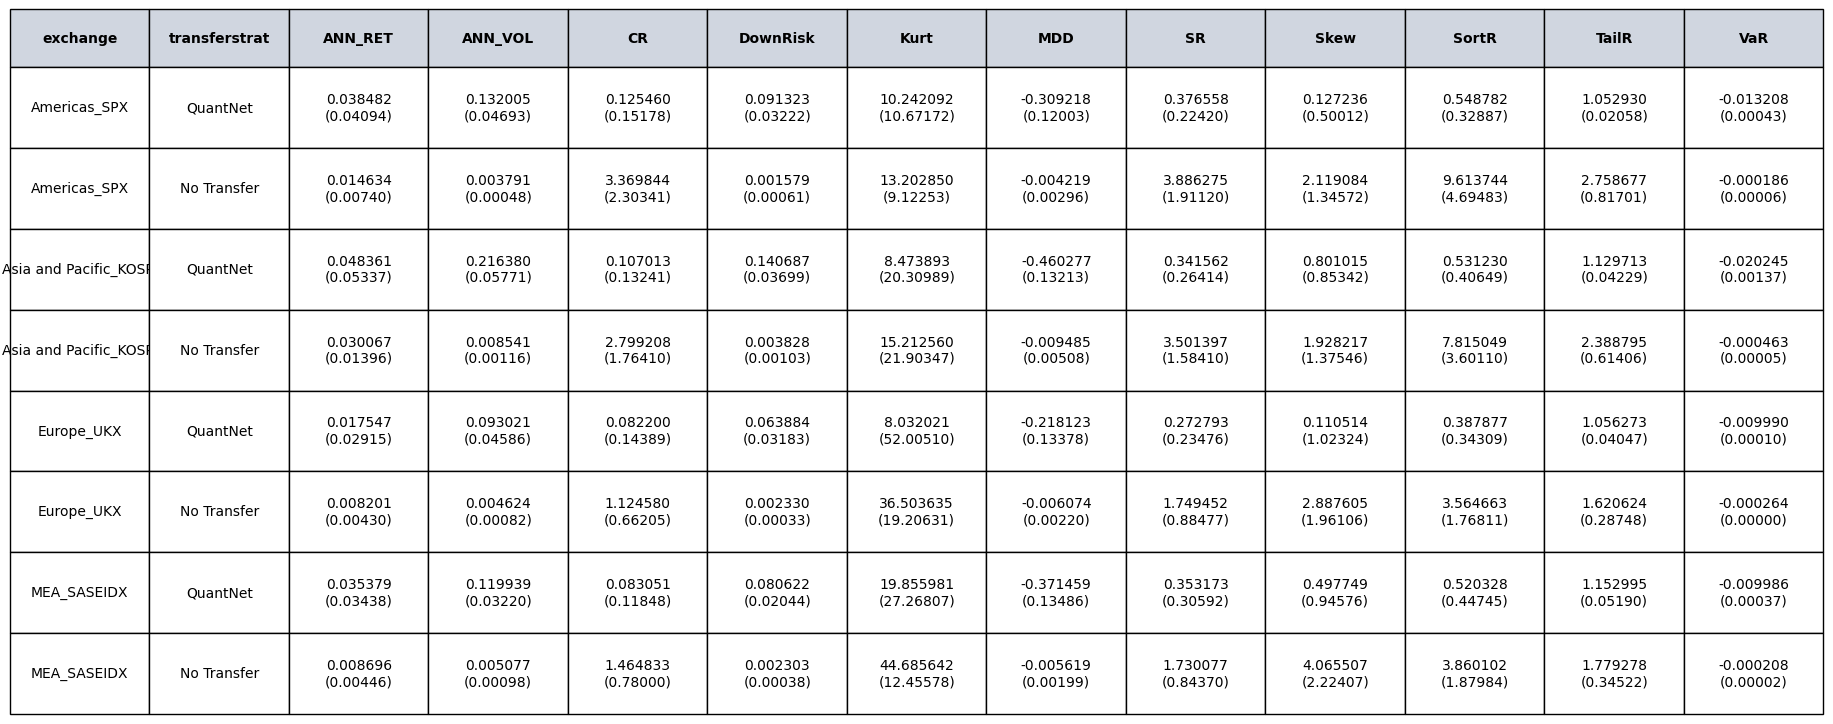 exchange transferstrat ANN_RET ANN_VOL CR DownRisk Kurt MDD SR Skew SortR TailR VaR
Americas_SPX QuantNet 0.038482 0.132005 0.125460 0.091323 10.242092 -0.309218 0.376558 0.127236 0.548782 1.052930 -0.013208
(0.04094) (0.04693) (0.15178) (0.03222) (10.67172) (0.12003) (0.22420) (0.50012) (0.32887) (0.02058) (0.00043)
Americas_SPX No Transfer 0.014634 0.003791 3.369844 0.001579 13.202850 -0.004219 3.886275 2.119084 9.613744 2.758677 -0.000186
(0.00740) (0.00048) (2.30341) (0.00061) (9.12253) (0.00296) (1.91120) (1.34572) (4.69483) (0.81701) (0.00006)
Asia and Pacific_KOSP QuantNet 0.048361 0.216380 0.107013 0.140687 8.473893 -0.460277 0.341562 0.801015 0.531230 1.129713 -0.020245
(0.05337) (0.05771) (0.13241) (0.03699) (20.30989) (0.13213) (0.26414) (0.85342) (0.40649) (0.04229) (0.00137)
Asia and Pacific_KOSP No Transfer 0.030067 0.008541 2.799208 0.003828 15.212560 -0.009485 3.501397 1.928217 7.815049 2.388795 -0.000463
(0.01396) (0.00116) (1.76410) (0.00103) (21.90347) (0.00508) (1.58410) (1.37546) (3.60110) (0.61406) (0.00005)
Europe_UKX QuantNet 0.017547 0.093021 0.082200 0.063884 8.032021 -0.218123 0.272793 0.110514 0.387877 1.056273 -0.009990
(0.02915) (0.04586) (0.14389) (0.03183) (52.00510) (0.13378) (0.23476) (1.02324) (0.34309) (0.04047) (0.00010)
Europe_UKX No Transfer 0.008201 0.004624 1.124580 0.002330 36.503635 -0.006074 1.749452 2.887605 3.564663 1.620624 -0.000264
(0.00430) (0.00082) (0.66205) (0.00033) (19.20631) (0.00220) (0.88477) (1.96106) (1.76811) (0.28748) (0.00000)
MEA_SASEIDX QuantNet 0.035379 0.119939 0.083051 0.080622 19.855981 -0.371459 0.353173 0.497749 0.520328 1.152995 -0.009986
(0.03438) (0.03220) (0.11848) (0.02044) (27.26807) (0.13486) (0.30592) (0.94576) (0.44745) (0.05190) (0.00037)
MEA_SASEIDX No Transfer 0.008696 0.005077 1.464833 0.002303 44.685642 -0.005619 1.730077 4.065507 3.860102 1.779278 -0.000208
(0.00446) (0.00098) (0.78000) (0.00038) (12.45578) (0.00199) (0.84370) (2.22407) (1.87984) (0.34522) (0.00002)